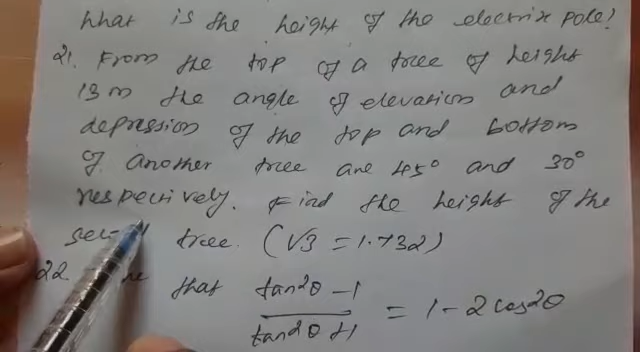 What is the height of the electric pole?
21. From the top of a tree of height
13 m the angle of elevation and
depression of the top and bottom
of another tree are 45° and 30°
respectively. Find the height of the
tree. (√3 = 1.732)
22. that tan²θ - 1 / tan²θ + 1 = 1 - 2 cos²θ